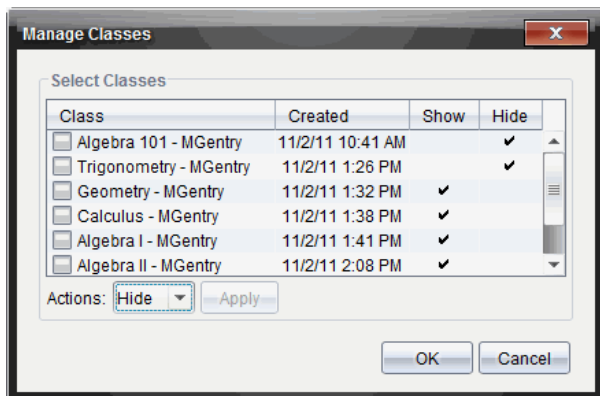 Manage Classes
Select Classes
Class Created Show Hide
Algebra 101 - MGentry 11/2/11 10:41 AM ✔
Trigonometry - MGentry 11/2/11 1:26 PM ✔
Geometry - MGentry 11/2/11 1:32 PM ✔
Calculus - MGentry 11/2/11 1:38 PM ✔
Algebra I - MGentry 11/2/11 1:41 PM ✔
Algebra II - MGentry 11/2/11 2:08 PM ✔
Actions: Hide Apply
OK Cancel